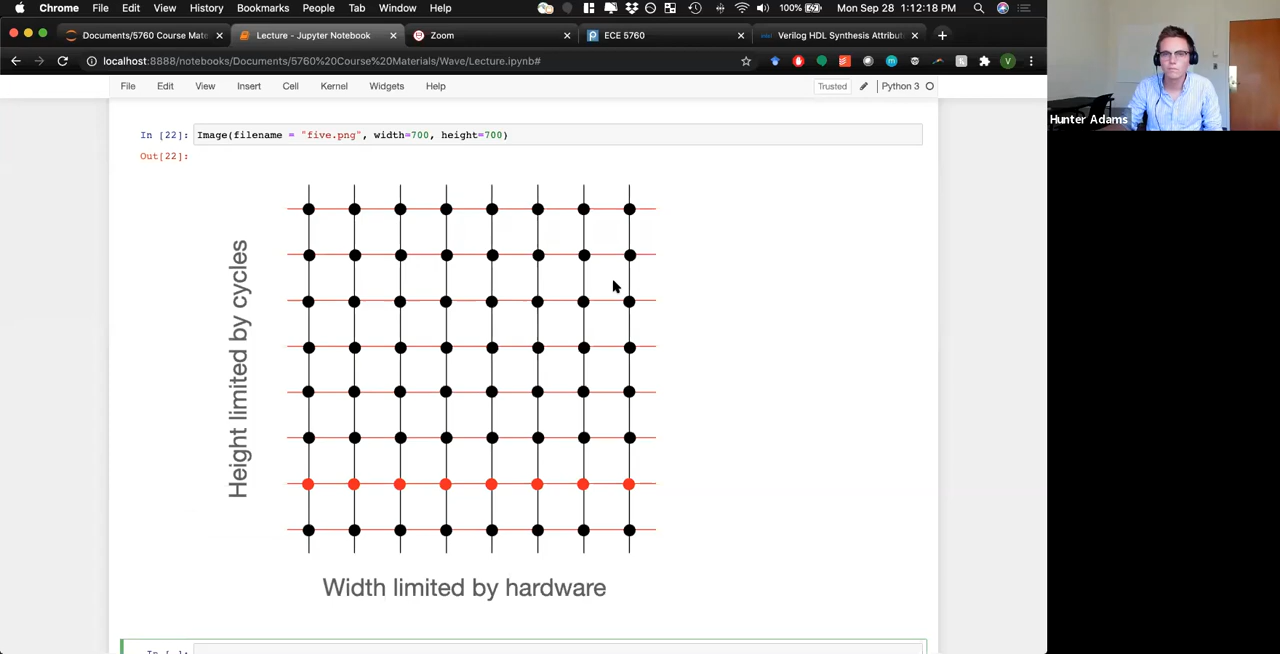 Chrome File Edit View History Bookmarks People Tab Window Help 100% Mon Sep 28 1:12:18 PM
Documents/5760 Course Mate Lecture - Jupyter Notebook Zoom ECE 5760 Verilog HDL Synthesis Attribut
localhost:8888/notebooks/Documents/5760%20Course%20Materials/Wave/Lecture.ipynb#
File Edit View Insert Cell Kernel Widgets Help Trusted Python 3
In [22]: Image(filename = "five.png", width=700, height=700)
Out[22]:
Height limited by cycles
Width limited by hardware
In [ ]:
Hunter Adams